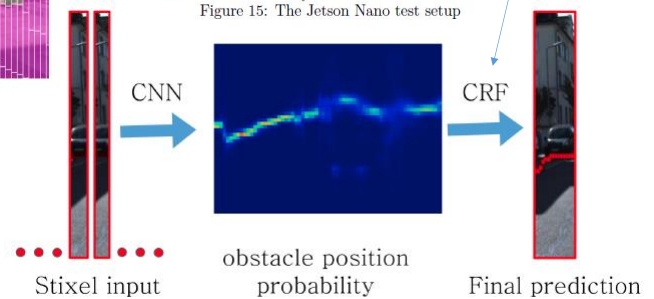 Figure 15: The Jetson Nano test setup
CNN
CRF
obstacle position
probability
Stixel input
Final prediction